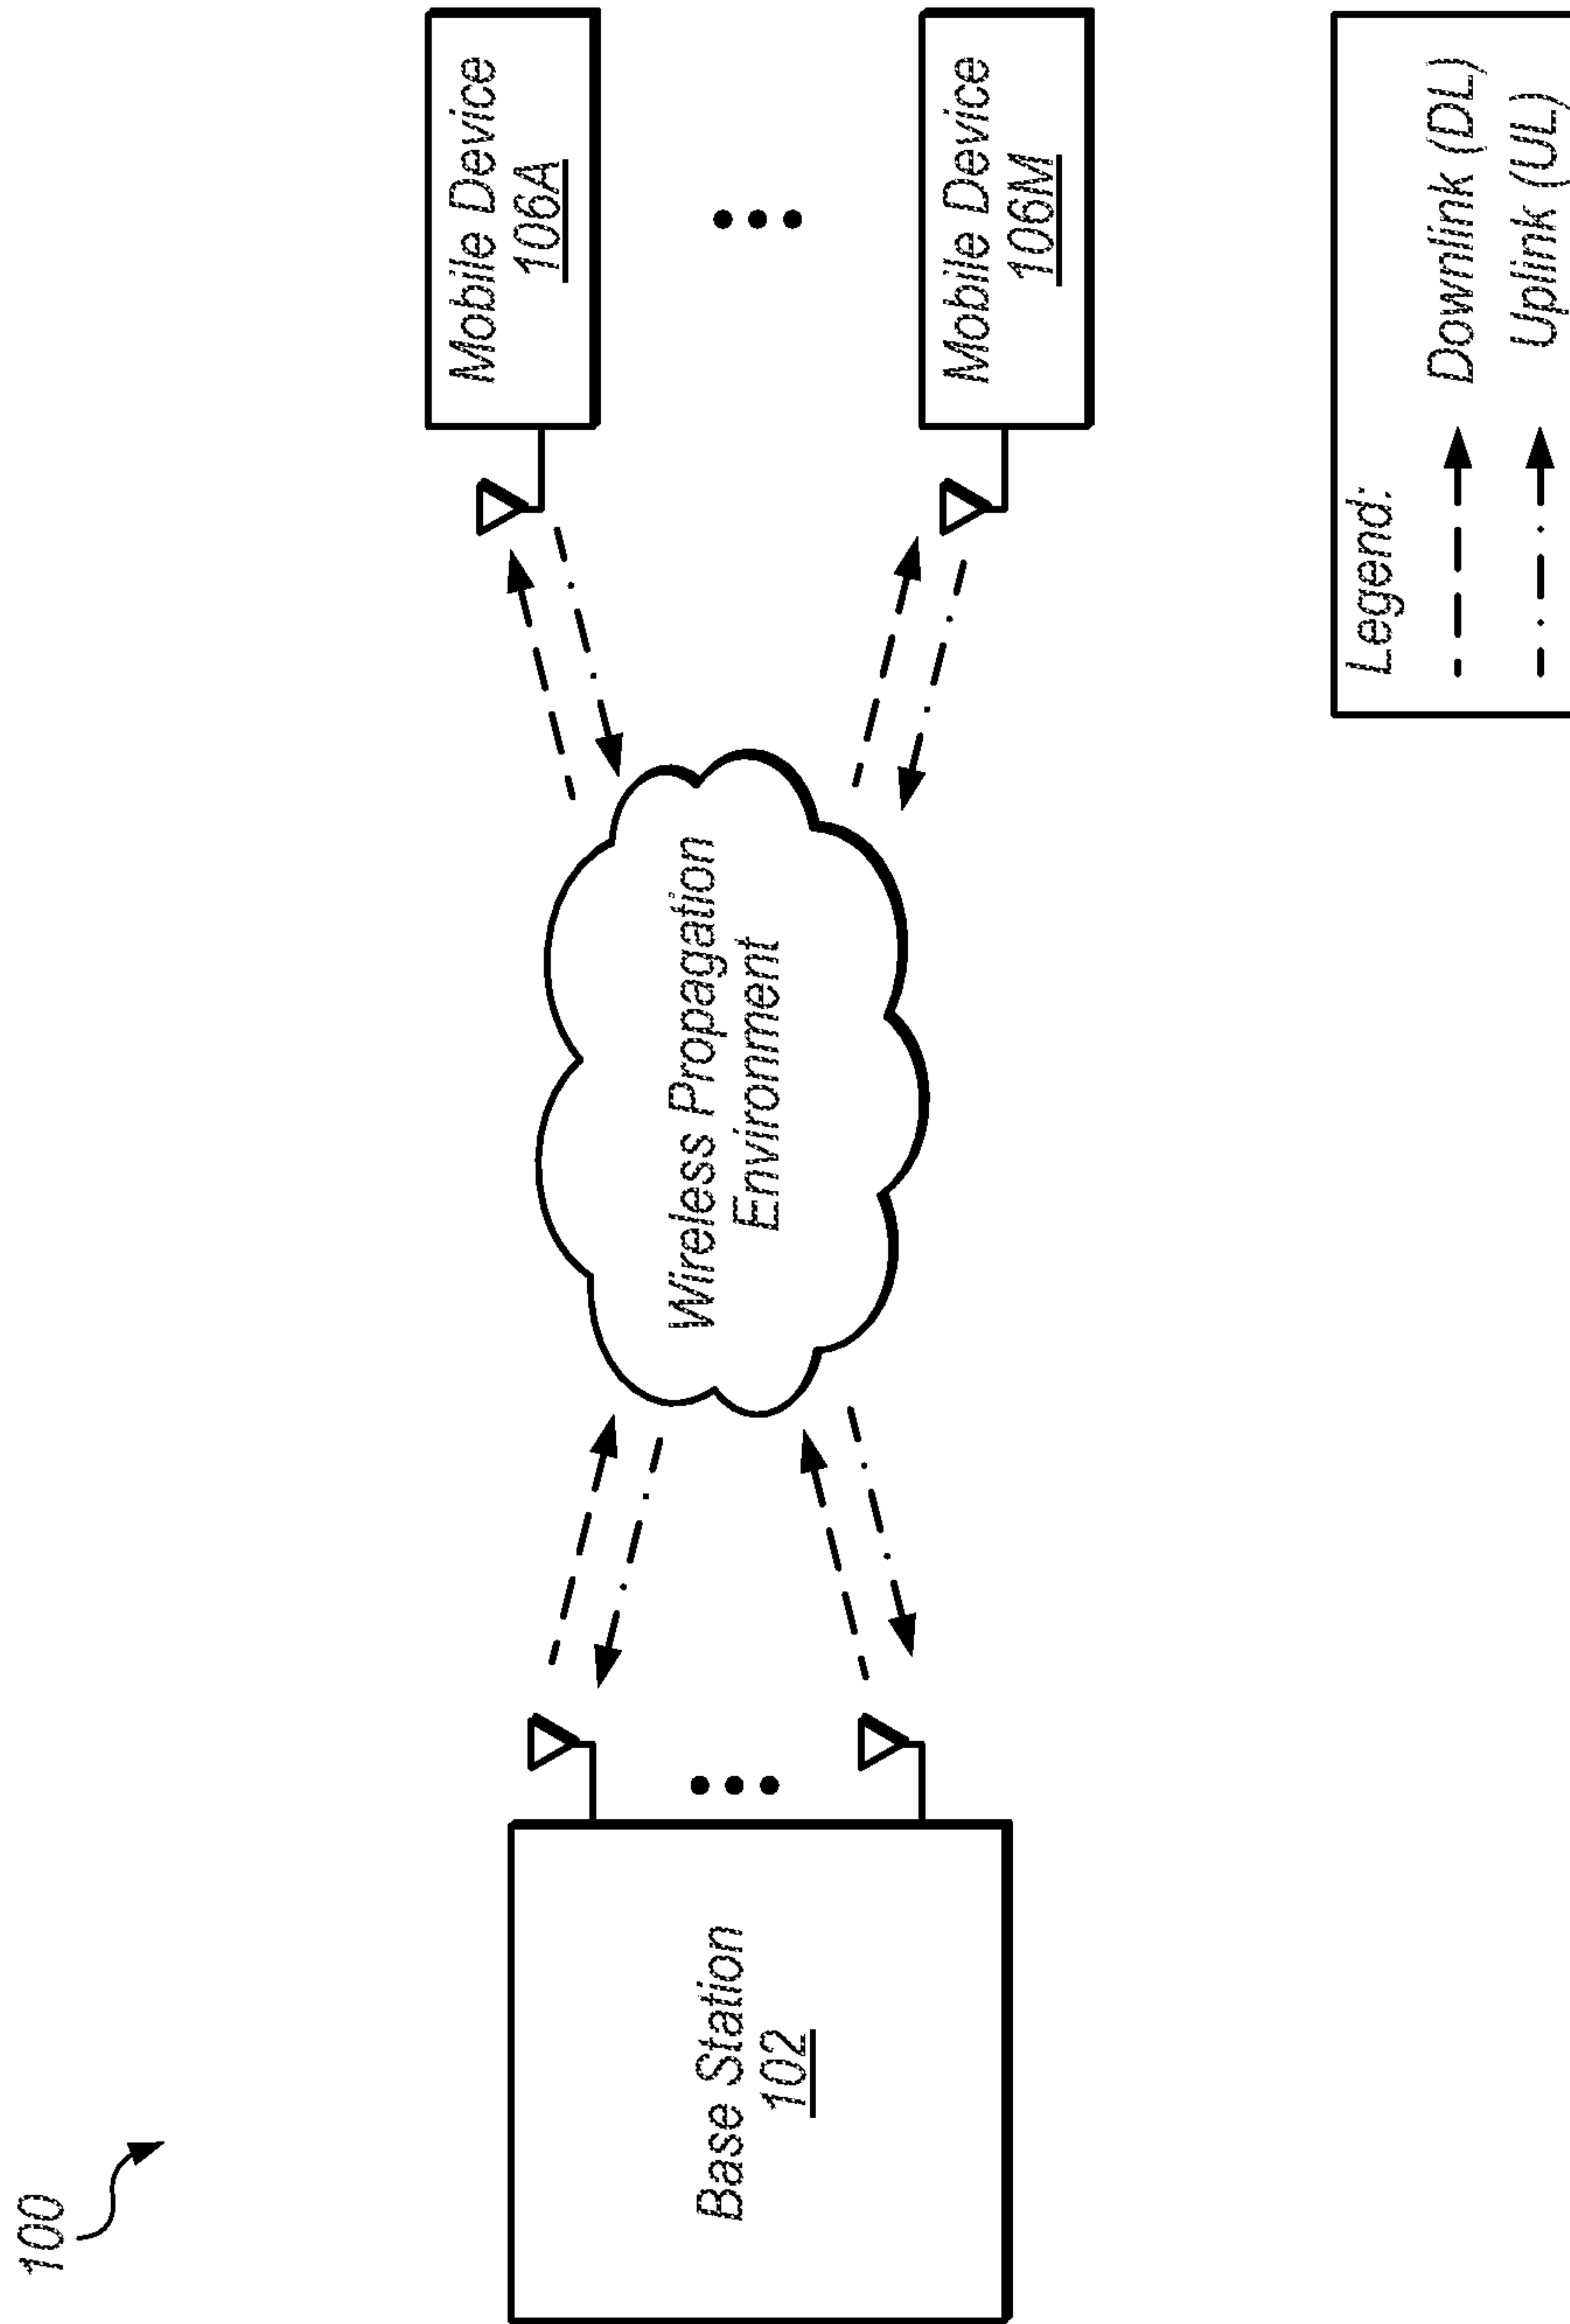 100
Base Station
102
Wireless Propagation
Environment
Mobile Device
106A
Mobile Device
106M
Legend:
Downlink (DL)
Uplink (UL)